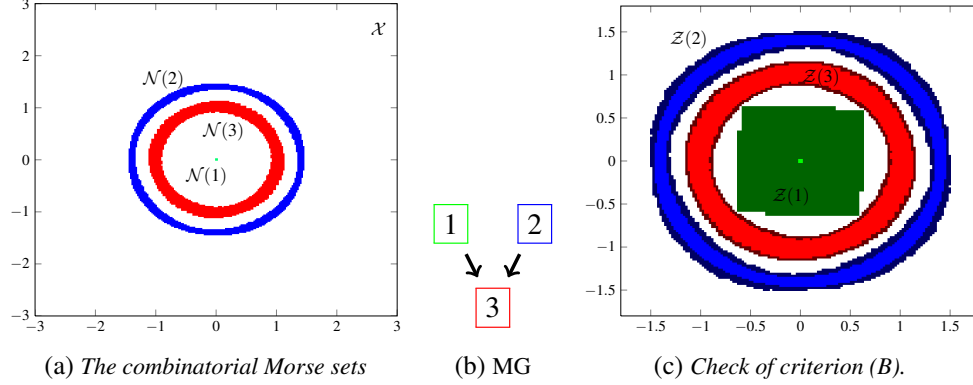 3
2
1
0
−1
−2
−3
−3 −2 −1 0 1 2 3
𝒳
𝒩(2)
𝒩(3)
𝒩(1)
(a) The combinatorial Morse sets
1 2
3
(b) MG
1.5
1
0.5
0
−0.5
−1
−1.5
−1.5 −1 −0.5 0 0.5 1 1.5
𝒵(2)
𝒵(3)
𝒵(1)
(c) Check of criterion (B).